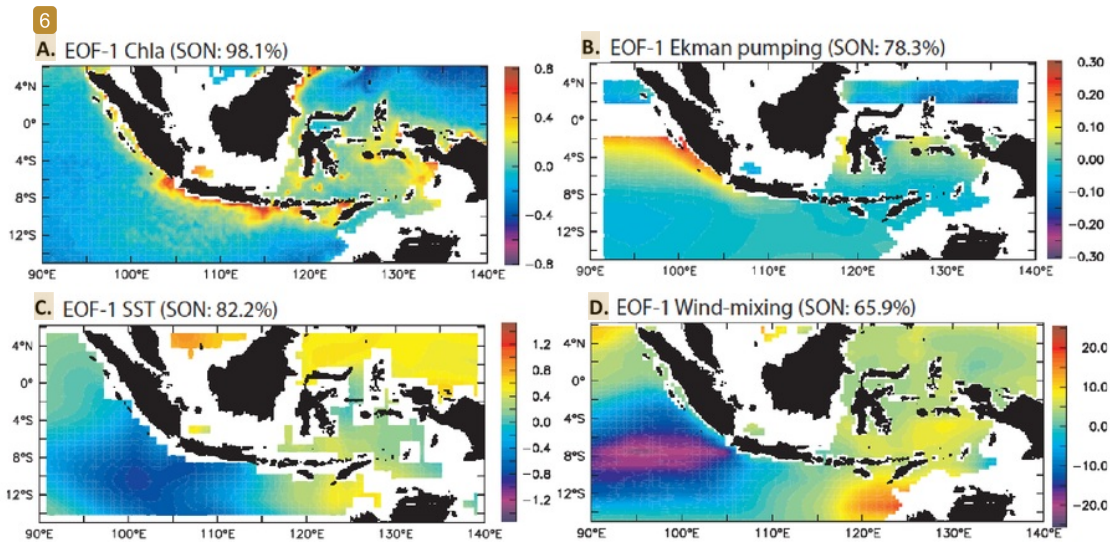 6
A. EOF-1 Chla (SON: 98.1%)
4°N
0°
4°S
8°S
12°S
90°E 100°E 110°E 120°E 130°E 140°E
0.8
0.4
0.0
−0.4
−0.8
B. EOF-1 Ekman pumping (SON: 78.3%)
4°N
0°
4°S
8°S
12°S
90°E 100°E 110°E 120°E 130°E 140°E
0.30
0.20
0.10
0.00
−0.10
−0.20
−0.30
C. EOF-1 SST (SON: 82.2%)
4°N
0°
4°S
8°S
12°S
90°E 100°E 110°E 120°E 130°E 140°E
1.2
0.8
0.4
0.0
−0.4
−0.8
−1.2
D. EOF-1 Wind-mixing (SON: 65.9%)
4°N
0°
4°S
8°S
12°S
90°E 100°E 110°E 120°E 130°E 140°E
20.0
10.0
0.0
−10.0
−20.0